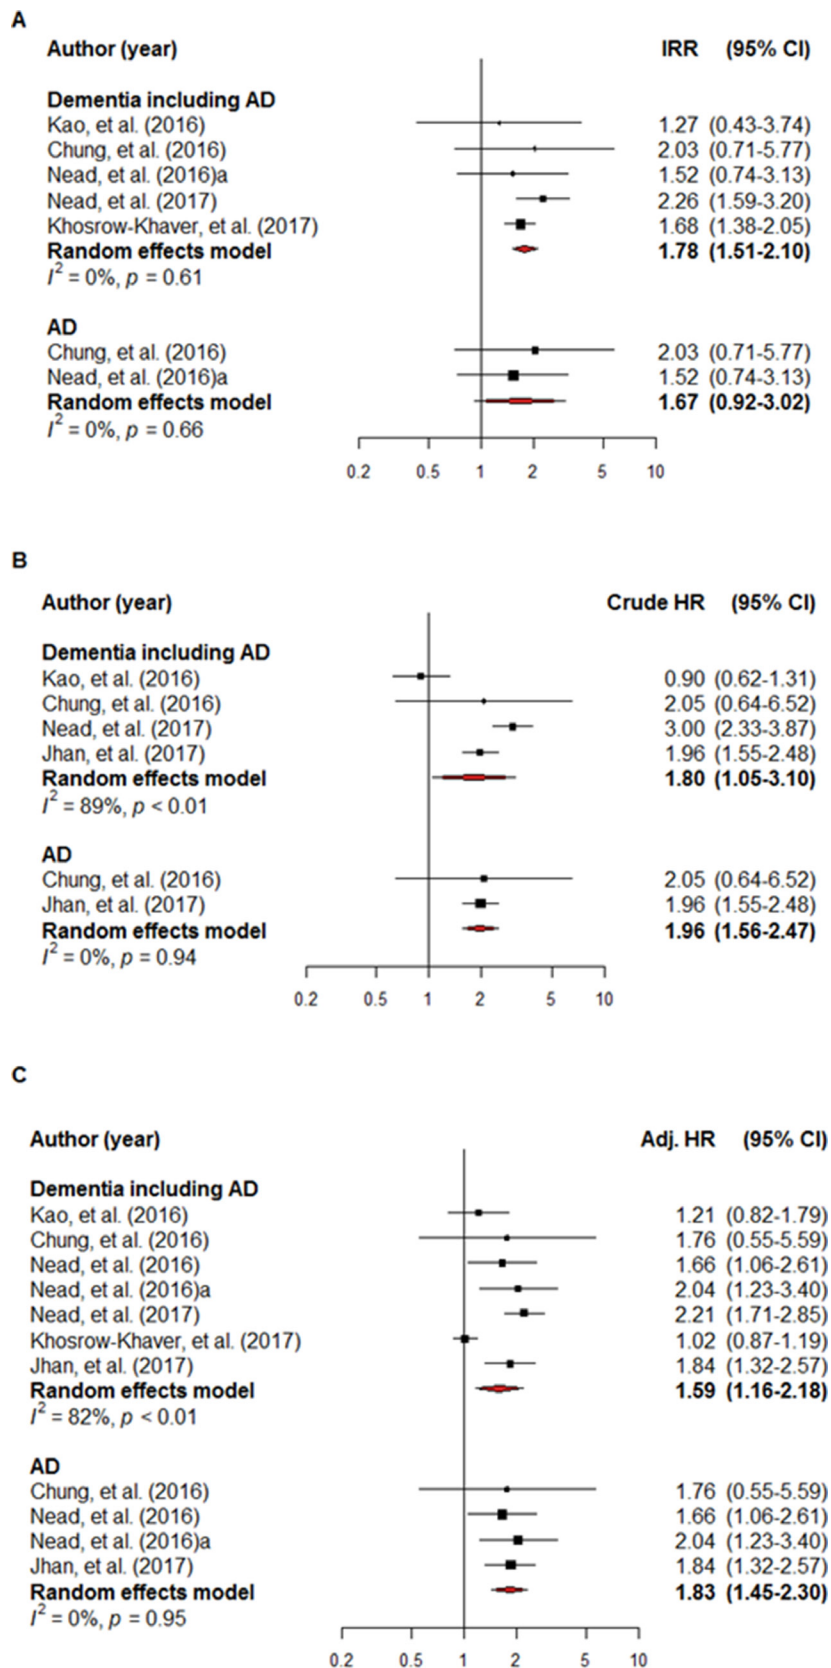 A
Author (year) IRR (95% CI)
Dementia including AD
Kao, et al. (2016) 1.27 (0.43-3.74)
Chung, et al. (2016) 2.03 (0.71-5.77)
Nead, et al. (2016)a 1.52 (0.74-3.13)
Nead, et al. (2017) 2.26 (1.59-3.20)
Khosrow-Khaver, et al. (2017) 1.68 (1.38-2.05)
Random effects model 1.78 (1.51-2.10)
I² = 0%, p = 0.61
AD
Chung, et al. (2016) 2.03 (0.71-5.77)
Nead, et al. (2016)a 1.52 (0.74-3.13)
Random effects model 1.67 (0.92-3.02)
I² = 0%, p = 0.66
0.2 0.5 1 2 5 10
B
Author (year) Crude HR (95% CI)
Dementia including AD
Kao, et al. (2016) 0.90 (0.62-1.31)
Chung, et al. (2016) 2.05 (0.64-6.52)
Nead, et al. (2017) 3.00 (2.33-3.87)
Jhan, et al. (2017) 1.96 (1.55-2.48)
Random effects model 1.80 (1.05-3.10)
I² = 89%, p < 0.01
AD
Chung, et al. (2016) 2.05 (0.64-6.52)
Jhan, et al. (2017) 1.96 (1.55-2.48)
Random effects model 1.96 (1.56-2.47)
I² = 0%, p = 0.94
0.2 0.5 1 2 5 10
C
Author (year) Adj. HR (95% CI)
Dementia including AD
Kao, et al. (2016) 1.21 (0.82-1.79)
Chung, et al. (2016) 1.76 (0.55-5.59)
Nead, et al. (2016) 1.66 (1.06-2.61)
Nead, et al. (2016)a 2.04 (1.23-3.40)
Nead, et al. (2017) 2.21 (1.71-2.85)
Khosrow-Khaver, et al. (2017) 1.02 (0.87-1.19)
Jhan, et al. (2017) 1.84 (1.32-2.57)
Random effects model 1.59 (1.16-2.18)
I² = 82%, p < 0.01
AD
Chung, et al. (2016) 1.76 (0.55-5.59)
Nead, et al. (2016) 1.66 (1.06-2.61)
Nead, et al. (2016)a 2.04 (1.23-3.40)
Jhan, et al. (2017) 1.84 (1.32-2.57)
Random effects model 1.83 (1.45-2.30)
I² = 0%, p = 0.95
0.2 0.5 1 2 5 10